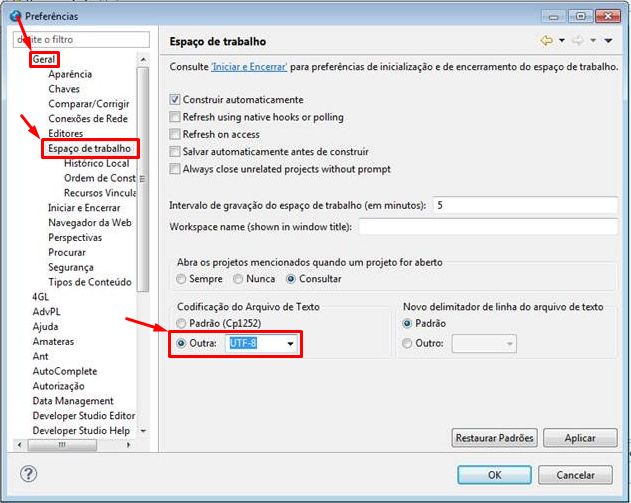 Preferências
Geral
Aparência
Chaves
Comparar/Corrigir
Conexões de Rede
Editores
Espaço de trabalho
Histórico Local
Ordem de Const
Recursos Vincula
Iniciar e Encerrar
Navegador da Web
Perspectivas
Procurar
Segurança
Tipos de Conteúdo
4GL
AdvPL
Ajuda
Amateras
Ant
AutoComplete
Autorização
Data Management
Developer Studio Editor
Developer Studio Help
Espaço de trabalho
Consulte 'Iniciar e Encerrar' para preferências de inicialização e de encerramento do espaço de trabalho.
Construir automaticamente
Refresh using native hooks or polling
Refresh on access
Salvar automaticamente antes de construir
Always close unrelated projects without prompt
Intervalo de gravação do espaço de trabalho (em minutos): 5
Workspace name (shown in window title):
Abra os projetos mencionados quando um projeto for aberto
Sempre Nunca Consultar
Codificação do Arquivo de Texto
Padrão (Cp1252)
Outra: UTF-8
Novo delimitador de linha do arquivo de texto
Padrão
Outro:
Restaurar Padrões Aplicar
? OK Cancelar